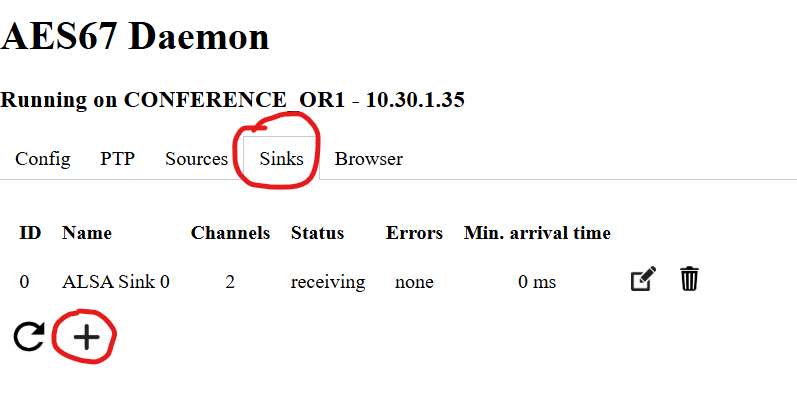 AES67 Daemon
Running on CONFERENCE_OR1 - 10.30.1.35
Config PTP Sources Sinks Browser
ID Name Channels Status Errors Min. arrival time
0 ALSA Sink 0 2 receiving none 0 ms